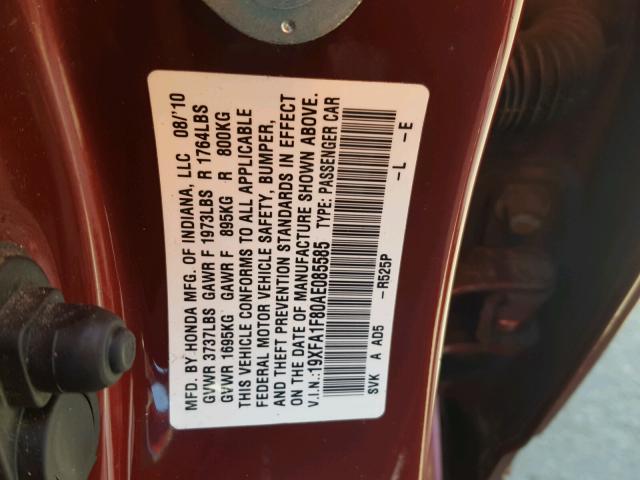 MFD. BY HONDA MFG. OF INDIANA, LLC 08/'10
GVWR 3737LBS GAWR F 1973LBS R 1764LBS
GVWR 1695KG GAWR F 895KG R 800KG
THIS VEHICLE CONFORMS TO ALL APPLICABLE
FEDERAL MOTOR VEHICLE SAFETY, BUMPER,
AND THEFT PREVENTION STANDARDS IN EFFECT
ON THE DATE OF MANUFACTURE SHOWN ABOVE.
V.I.N.: 19XFA1F80AE085585 TYPE: PASSENGER CAR
SVK A AD5 -R525P -L -E